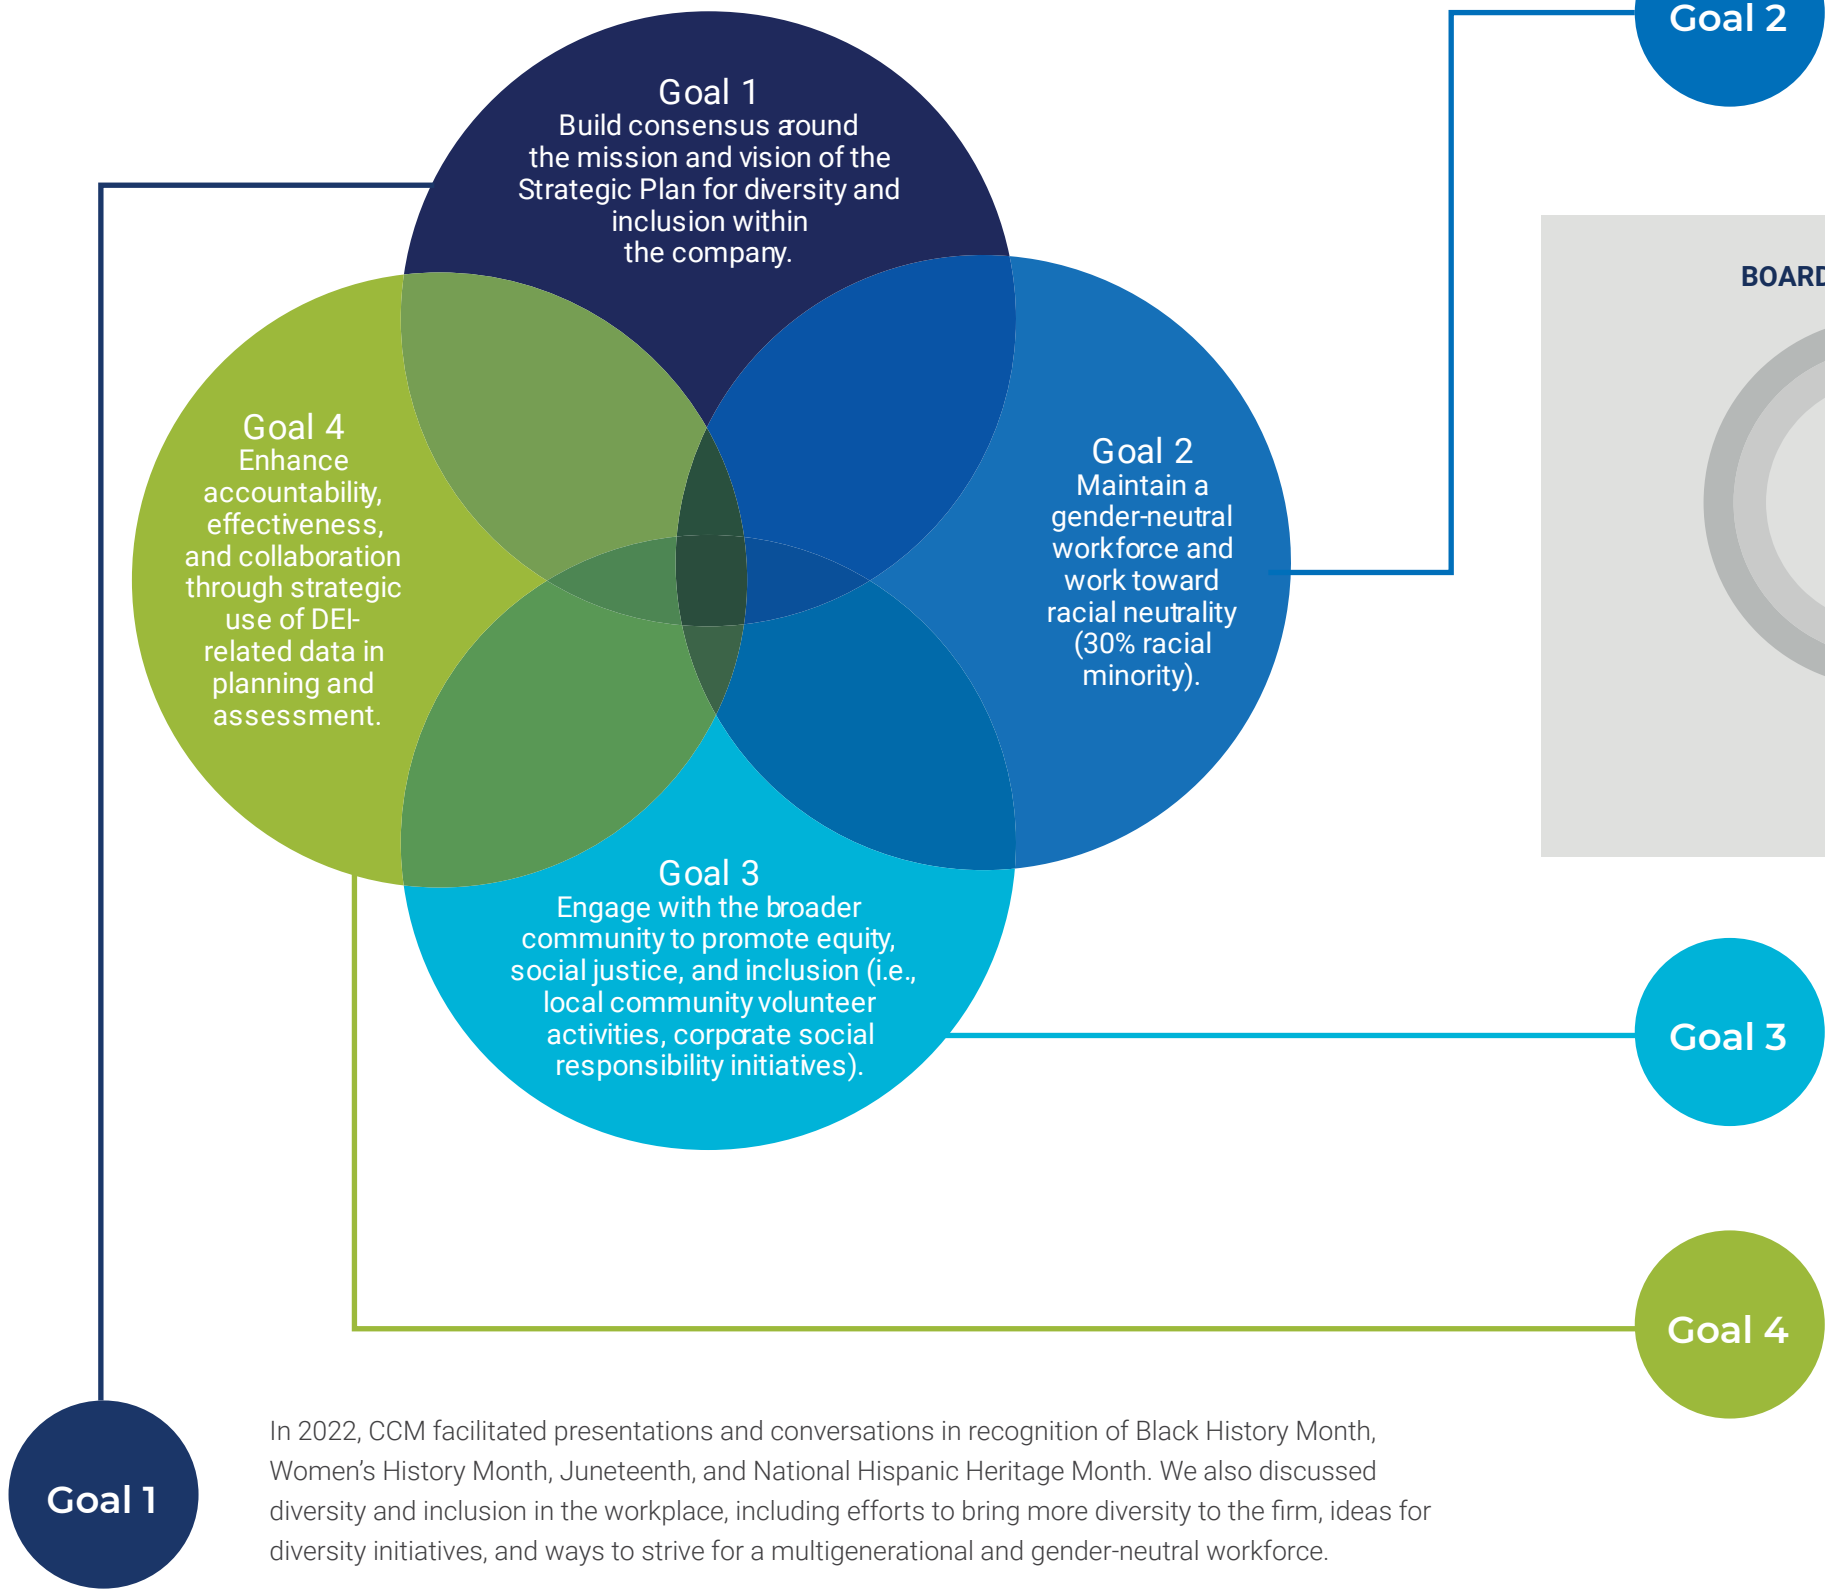 Goal 1
Build consensus around
the mission and vision of the
Strategic Plan for diversity and
inclusion within
the company.
Goal 2
Maintain a
gender-neutral
workforce and
work toward
racial neutrality
(30% racial
minority).
Goal 3
Engage with the broader
community to promote equity,
social justice, and inclusion (i.e.,
local community volunteer
activities, corporate social
responsibility initiatives).
Goal 4
Enhance
accountability,
effectiveness,
and collaboration
through strategic
use of DEI-
related data in
planning and
assessment.
Goal 2
BOARD
Goal 3
Goal 4
Goal 1
In 2022, CCM facilitated presentations and conversations in recognition of Black History Month,
Women’s History Month, Juneteenth, and National Hispanic Heritage Month. We also discussed
diversity and inclusion in the workplace, including efforts to bring more diversity to the firm, ideas for
diversity initiatives, and ways to strive for a multigenerational and gender-neutral workforce.